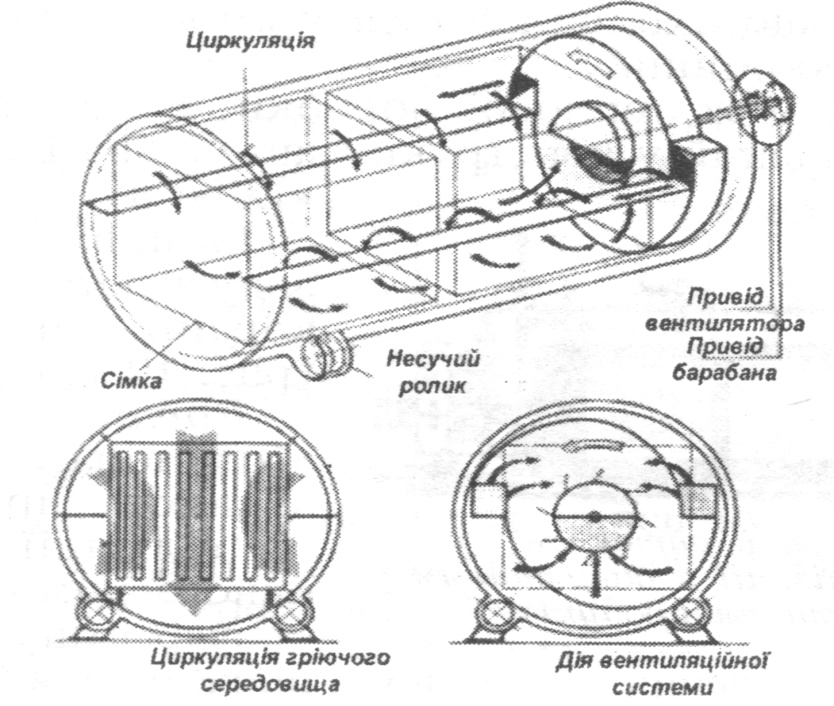 Циркуляція
Привід
вентилятора
Привід
барабана
Несучий
ролик
Сімка
Циркуляція гріючого
середовища
Дія вентиляційної
системи